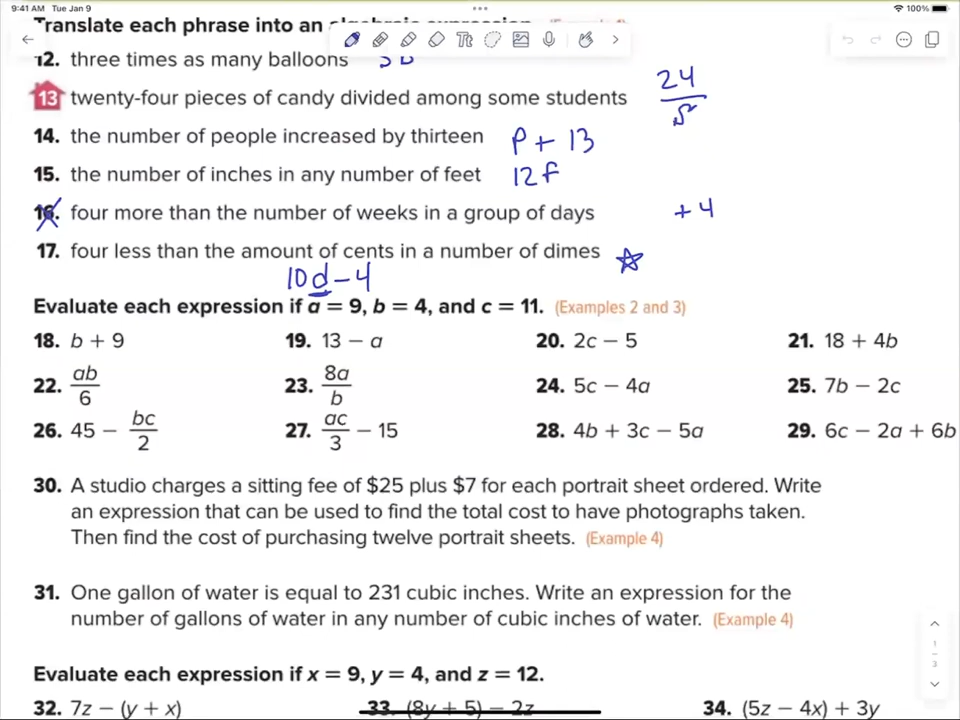 9:41 AM Tue Jan 9
100%
Translate each phrase into an algebraic expression.
12. three times as many balloons 3b
13 twenty-four pieces of candy divided among some students 24/s
14. the number of people increased by thirteen p + 13
15. the number of inches in any number of feet 12f
16. four more than the number of weeks in a group of days + 4
17. four less than the amount of cents in a number of dimes
10d - 4
Evaluate each expression if a = 9, b = 4, and c = 11. (Examples 2 and 3)
18. b + 9 19. 13 − a 20. 2c − 5 21. 18 + 4b
22. ab/6 23. 8a/b 24. 5c − 4a 25. 7b − 2c
26. 45 − bc/2 27. ac/3 − 15 28. 4b + 3c − 5a 29. 6c − 2a + 6b
30. A studio charges a sitting fee of $25 plus $7 for each portrait sheet ordered. Write
an expression that can be used to find the total cost to have photographs taken.
Then find the cost of purchasing twelve portrait sheets. (Example 4)
31. One gallon of water is equal to 231 cubic inches. Write an expression for the
number of gallons of water in any number of cubic inches of water. (Example 4)
1
3
Evaluate each expression if x = 9, y = 4, and z = 12.
32. 7z − (y + x) 33. (8y + 5) − 2z 34. (5z − 4x) + 3y